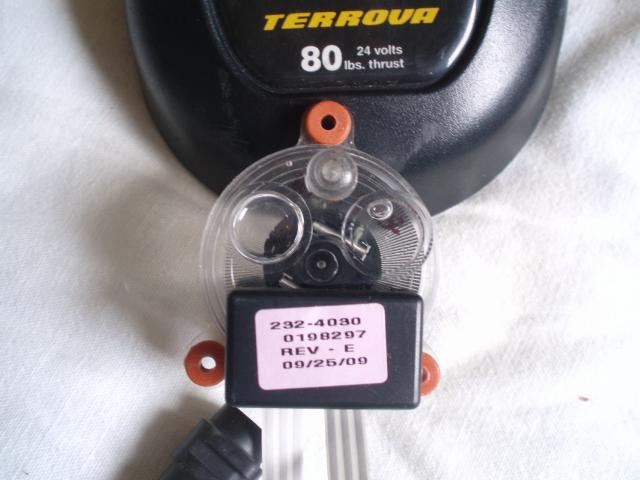 TERROVA
80 24 volts
lbs. thrust
232-4030
0198297
REV - E
09/25/09